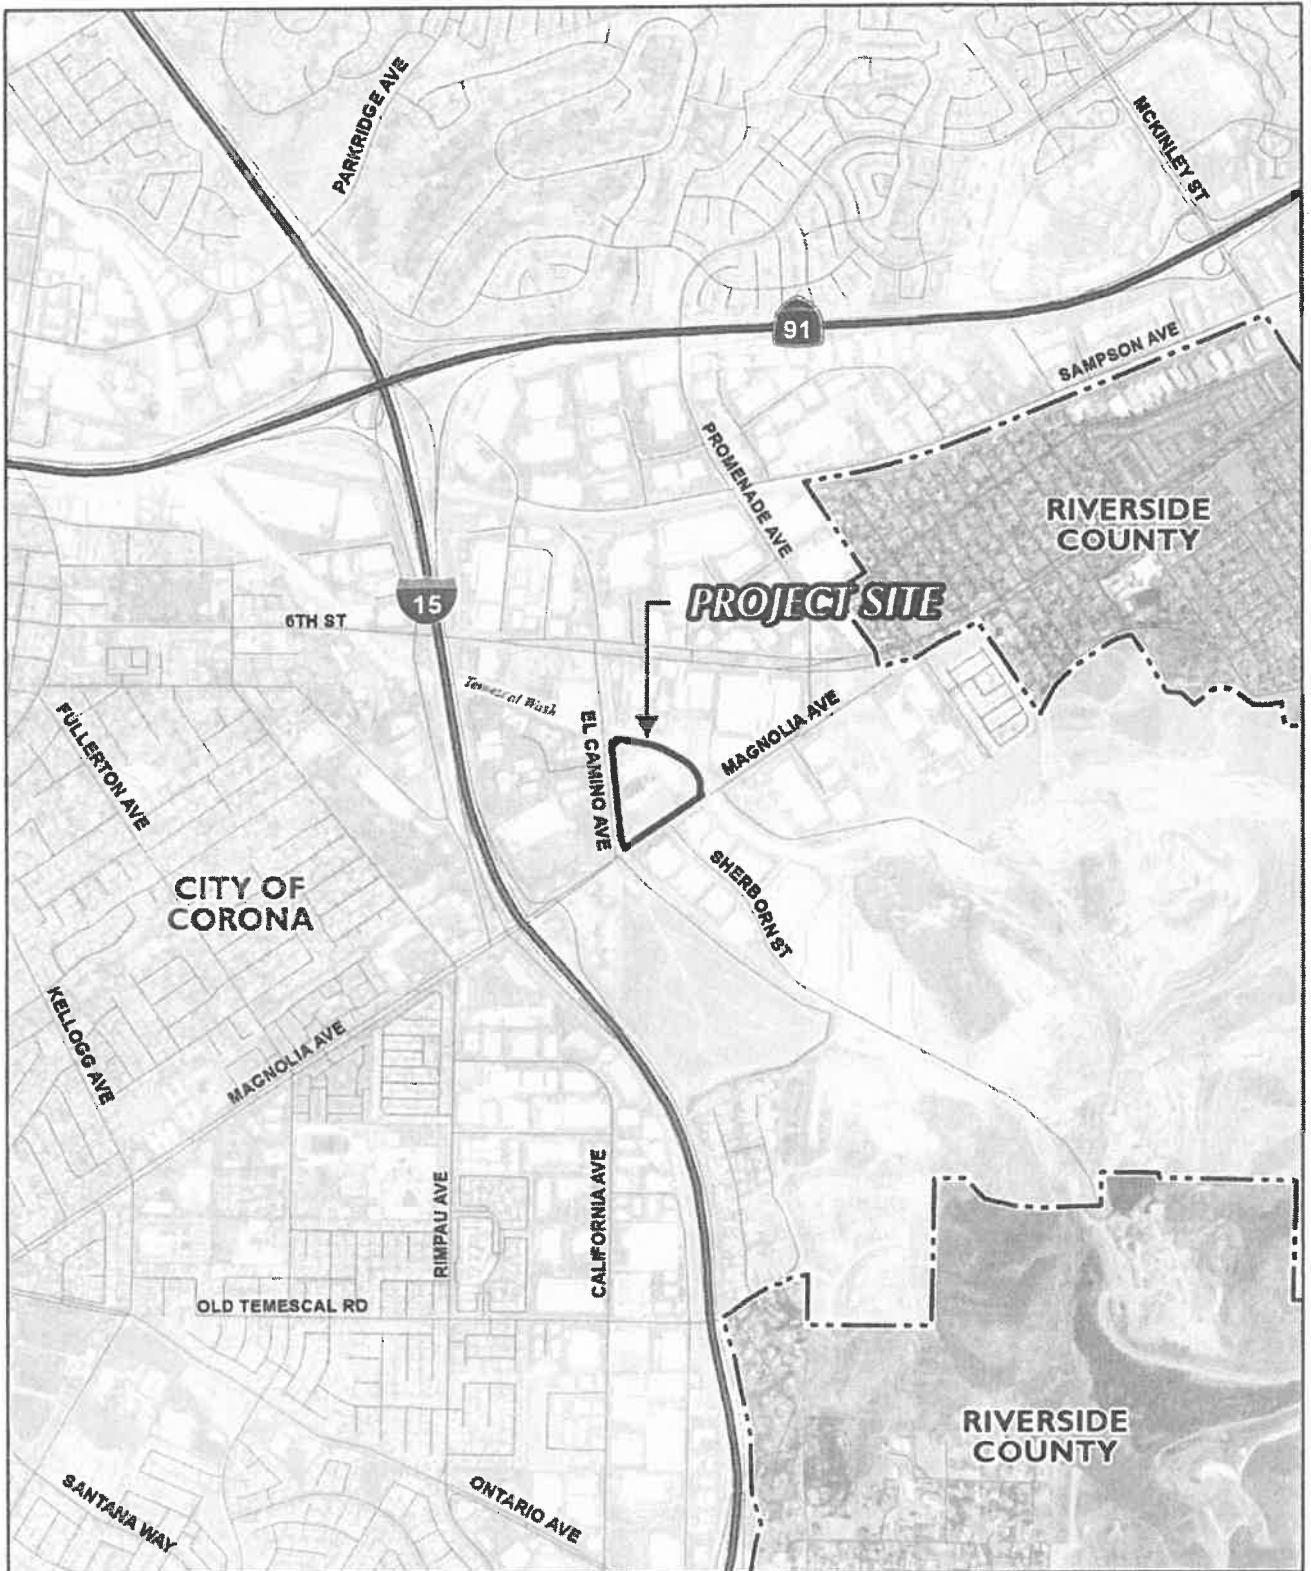 PARKRIDGE AVE
MCKINLEY ST
91
SAMPSON AVE
PROMENADE AVE
RIVERSIDE
COUNTY
PROJECT SITE
15
6TH ST
Temescal Wash
EL CAMINO AVE
MAGNOLIA AVE
FULLERTON AVE
SHERBORN ST
CITY OF
CORONA
KELLOGG AVE
MAGNOLIA AVE
RIMPAU AVE
CALIFORNIA AVE
OLD TEMESCAL RD
RIVERSIDE
COUNTY
SANTANA WAY
ONTARIO AVE